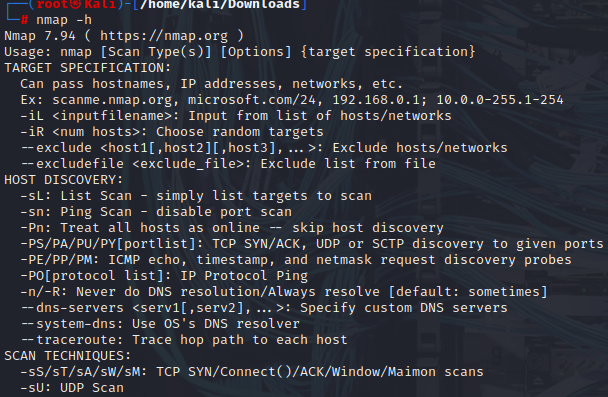 (root㉿Kali)-[/home/kali/Downloads]
# nmap -h
Nmap 7.94 ( https://nmap.org )
Usage: nmap [Scan Type(s)] [Options] {target specification}
TARGET SPECIFICATION:
Can pass hostnames, IP addresses, networks, etc.
Ex: scanme.nmap.org, microsoft.com/24, 192.168.0.1; 10.0.0-255.1-254
-iL <inputfilename>: Input from list of hosts/networks
-iR <num hosts>: Choose random targets
--exclude <host1[,host2][,host3],...>: Exclude hosts/networks
--excludefile <exclude_file>: Exclude list from file
HOST DISCOVERY:
-sL: List Scan - simply list targets to scan
-sn: Ping Scan - disable port scan
-Pn: Treat all hosts as online -- skip host discovery
-PS/PA/PU/PY[portlist]: TCP SYN/ACK, UDP or SCTP discovery to given ports
-PE/PP/PM: ICMP echo, timestamp, and netmask request discovery probes
-PO[protocol list]: IP Protocol Ping
-n/-R: Never do DNS resolution/Always resolve [default: sometimes]
--dns-servers <serv1[,serv2],...>: Specify custom DNS servers
--system-dns: Use OS's DNS resolver
--traceroute: Trace hop path to each host
SCAN TECHNIQUES:
-sS/sT/sA/sW/sM: TCP SYN/Connect()/ACK/Window/Maimon scans
-sU: UDP Scan